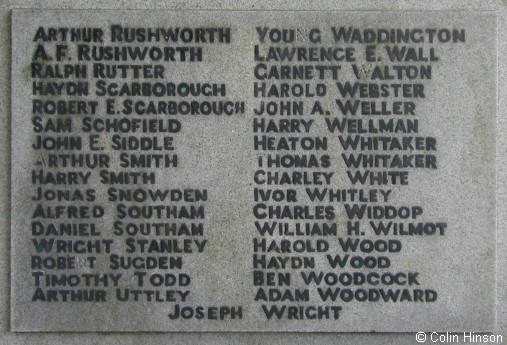 ARTHUR RUSHWORTH
A. F. RUSHWORTH
RALPH RUTTER
HAYDN SCARBOROUGH
ROBERT E. SCARBOROUGH
SAM SCHOFIELD
JOHN E. SIDDLE
ARTHUR SMITH
HARRY SMITH
JONAS SNOWDEN
ALFRED SOUTHAM
DANIEL SOUTHAM
WRIGHT STANLEY
ROBERT SUGDEN
TIMOTHY TODD
ARTHUR UTTLEY
YOUNG WADDINGTON
LAWRENCE E. WALL
GARNETT WALTON
HAROLD WEBSTER
JOHN A. WELLER
HARRY WELLMAN
HEATON WHITAKER
THOMAS WHITAKER
CHARLEY WHITE
IVOR WHITLEY
CHARLES WIDDOP
WILLIAM H. WILMOT
HAROLD WOOD
HAYDN WOOD
BEN WOODCOCK
ADAM WOODWARD
JOSEPH WRIGHT
© Colin Hinson